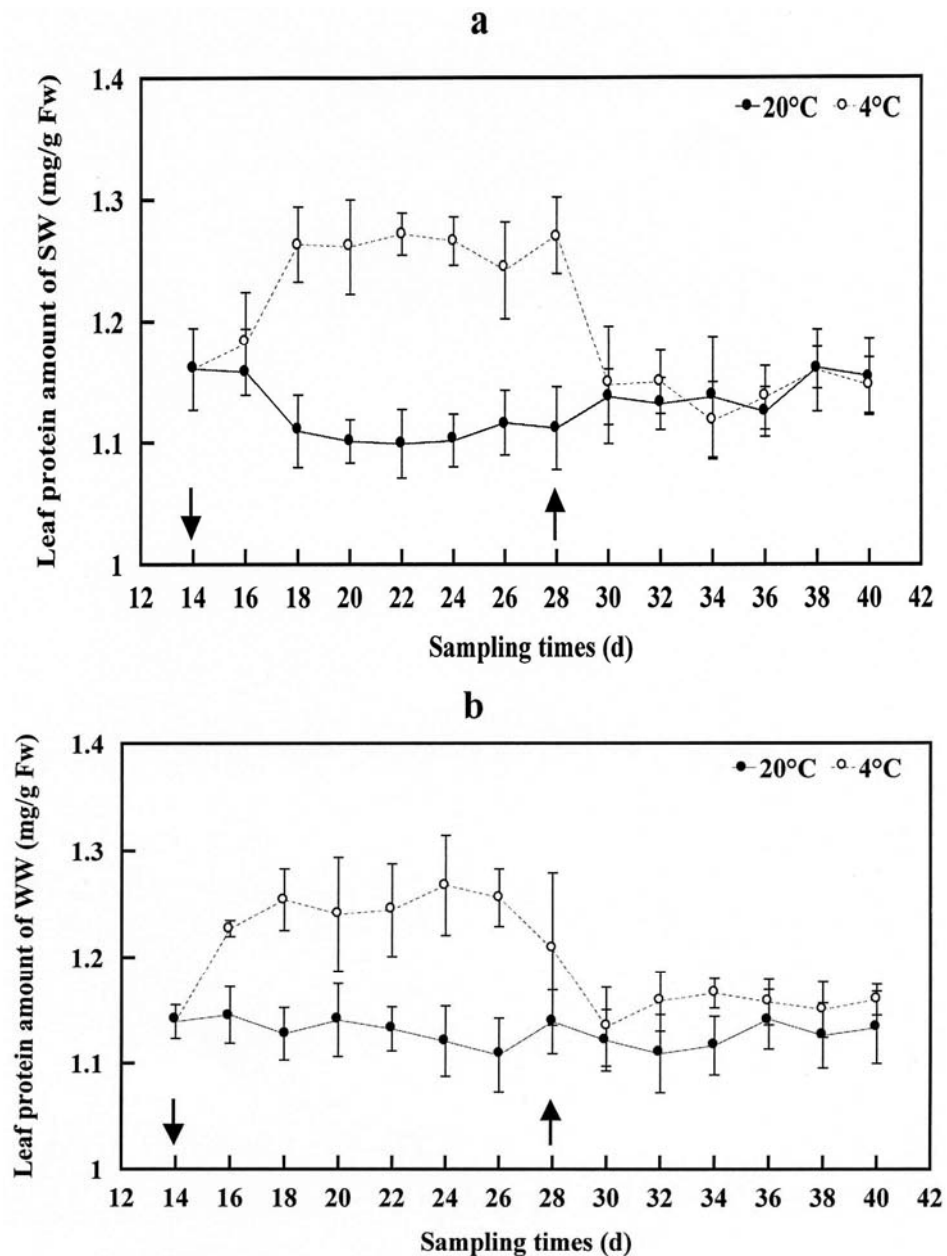 a
1.4
20°C 4°C
1.3
1.2
1.1
1
12 14 16 18 20 22 24 26 28 30 32 34 36 38 40 42
Leaf protein amount of SW (mg/g Fw)
Sampling times (d)
b
1.4
20°C 4°C
1.3
1.2
1.1
1
12 14 16 18 20 22 24 26 28 30 32 34 36 38 40 42
Leaf protein amount of WW (mg/g Fw)
Sampling times (d)